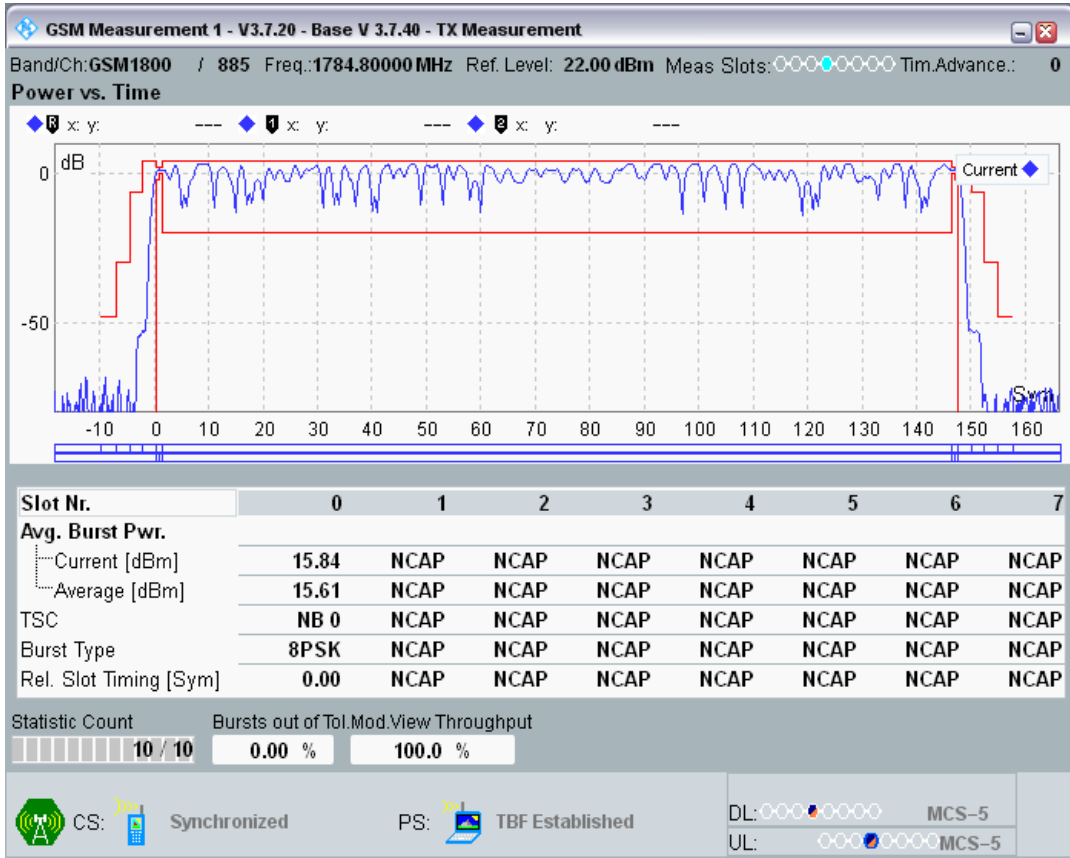 GSM Measurement 1 - V3.7.20 - Base V 3.7.40 - TX Measurement
Band/Ch:GSM1800 / 885 Freq.:1784.80000 MHz Ref. Level: 22.00 dBm Meas Slots: Tim.Advance.: 0
Power vs. Time
R x: y: --- 1 x: y: --- 2 x: y: ---
dB
0
Current
-50
Sym
-10 0 10 20 30 40 50 60 70 80 90 100 110 120 130 140 150 160
Slot Nr. 0 1 2 3 4 5 6 7
Avg. Burst Pwr.
Current [dBm] 15.84 NCAP NCAP NCAP NCAP NCAP NCAP NCAP
Average [dBm] 15.61 NCAP NCAP NCAP NCAP NCAP NCAP NCAP
TSC NB 0 NCAP NCAP NCAP NCAP NCAP NCAP NCAP
Burst Type 8PSK NCAP NCAP NCAP NCAP NCAP NCAP NCAP
Rel. Slot Timing [Sym] 0.00 NCAP NCAP NCAP NCAP NCAP NCAP NCAP
Statistic Count Bursts out of Tol.Mod.View Throughput
10 / 10 0.00 % 100.0 %
CS: Synchronized PS: TBF Established
DL: MCS-5
UL: MCS-5